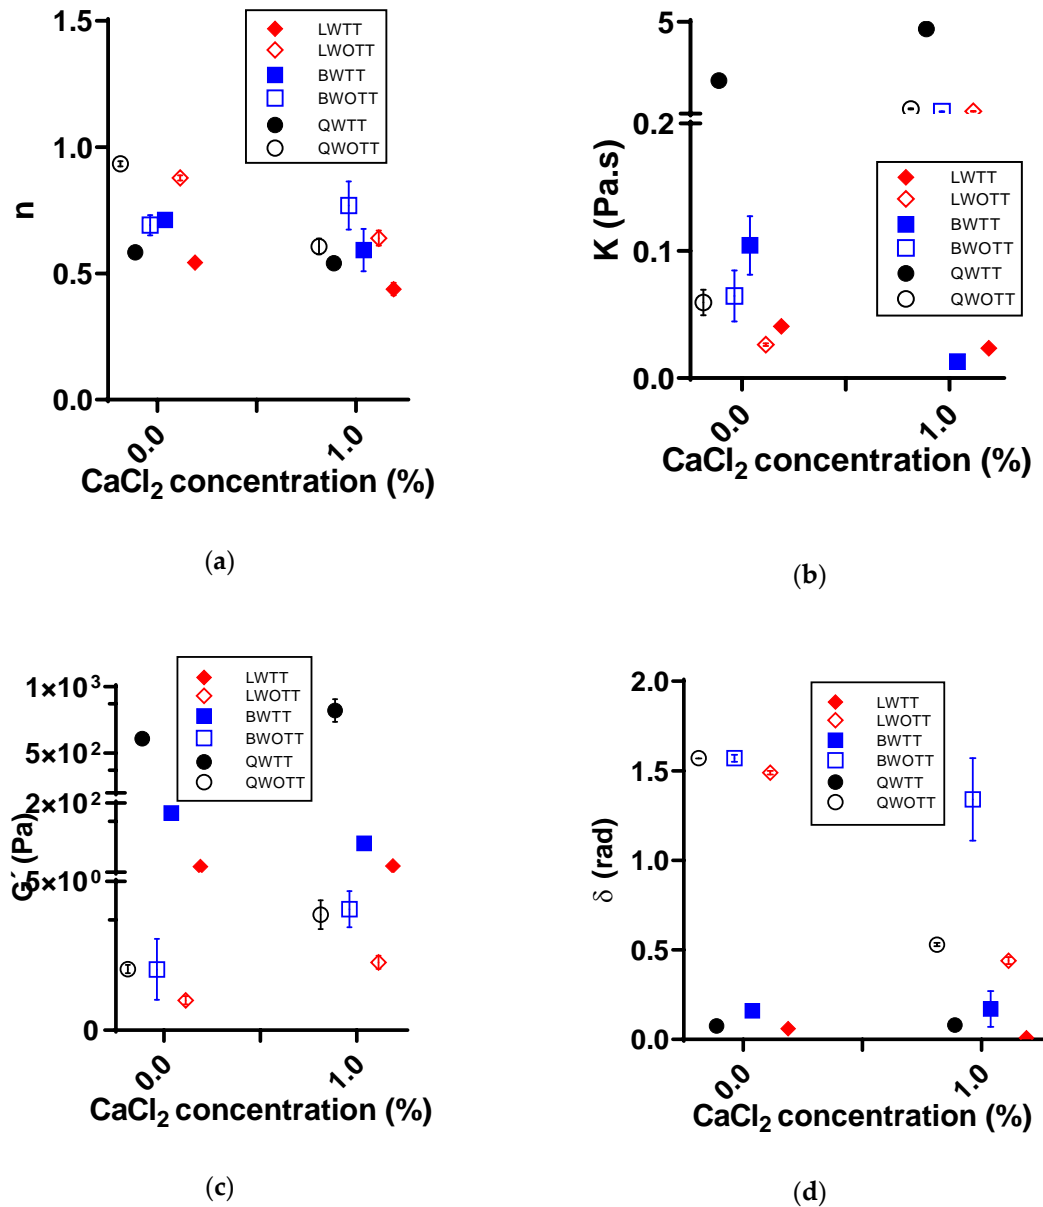 1.5
1.0
0.5
0.0
n
LWTT
LWOTT
BWTT
BWOTT
QWTT
QWOTT
0.0
1.0
CaCl2 concentration (%)
(a)
5
0.2
0.1
0.0
K (Pa.s)
LWTT
LWOTT
BWTT
BWOTT
QWTT
QWOTT
0.0
1.0
CaCl2 concentration (%)
(b)
1×10³
5×10²
2×10²
5×10⁰
0
G´ (Pa)
LWTT
LWOTT
BWTT
BWOTT
QWTT
QWOTT
0.0
1.0
CaCl2 concentration (%)
(c)
2.0
1.5
1.0
0.5
0.0
δ (rad)
LWTT
LWOTT
BWTT
BWOTT
QWTT
QWOTT
0.0
1.0
CaCl2 concentration (%)
(d)